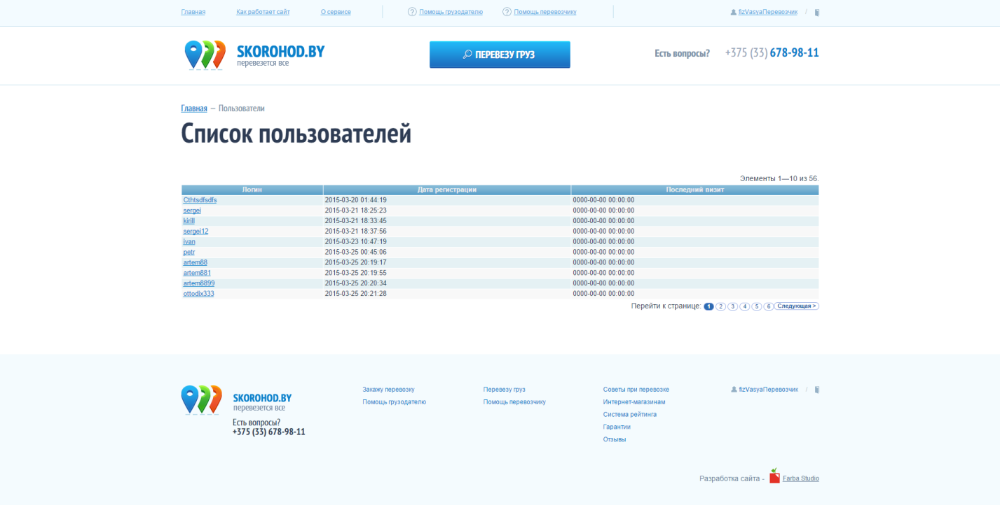 Главная Как работает сайт О сервисе ? Помощь грузодателю ? Помощь перевозчику fizVasyaПеревозчик /
SKOROHOD.BY
перевезется все
ПЕРЕВЕЗУ ГРУЗ
Есть вопросы? +375 (33) 678-98-11
Главная — Пользователи
Список пользователей
Элементы 1—10 из 56.
Логин Дата регистрации Последний визит
Cthtsdfsdfs 2015-03-20 01:44:19 0000-00-00 00:00:00
sergei 2015-03-21 18:25:23 0000-00-00 00:00:00
kirill 2015-03-21 18:33:45 0000-00-00 00:00:00
sergei12 2015-03-21 18:37:56 0000-00-00 00:00:00
ivan 2015-03-23 10:47:19 0000-00-00 00:00:00
petr 2015-03-25 00:45:06 0000-00-00 00:00:00
artem88 2015-03-25 20:19:17 0000-00-00 00:00:00
artem881 2015-03-25 20:19:55 0000-00-00 00:00:00
artem8899 2015-03-25 20:20:34 0000-00-00 00:00:00
ottodix333 2015-03-25 20:21:28 0000-00-00 00:00:00
Перейти к странице: 1 2 3 4 5 6 Следующая >
SKOROHOD.BY
перевезется все
Есть вопросы?
+375 (33) 678-98-11
Закажу перевозку
Помощь грузодателю
Перевезу груз
Помощь перевозчику
Советы при перевозке
Интернет-магазинам
Система рейтинга
Гарантии
Отзывы
fizVasyaПеревозчик /
Разработка сайта - Farba Studio